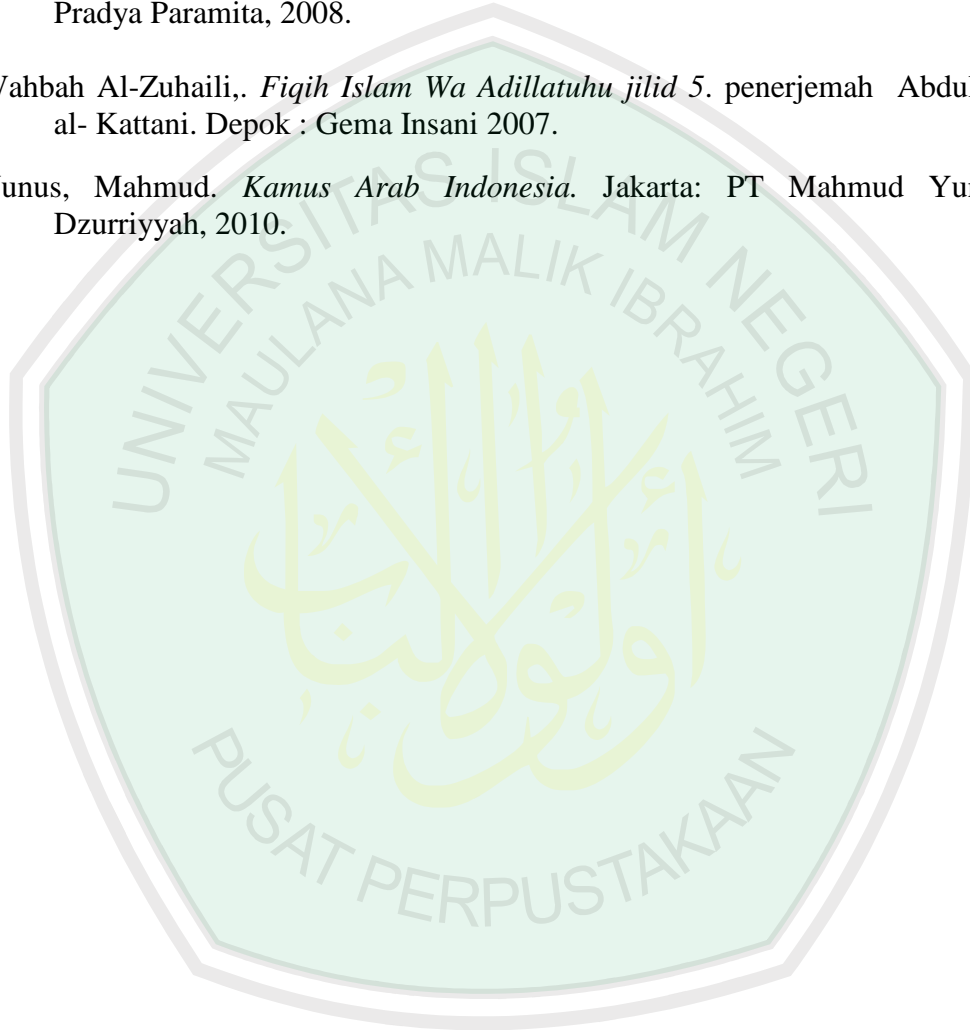 Pradya Paramita, 2008.
Wahbah Al-Zuhaili,. Fiqih Islam Wa Adillatuhu jilid 5. penerjemah Abdul
al- Kattani. Depok : Gema Insani 2007.
Yunus, Mahmud. Kamus Arab Indonesia. Jakarta: PT Mahmud
Dzurriyyah, 2010.
UNIVERSITAS ISLAM NEGERI
MAULANA MALIK IBRAHIM
PUSAT PERPUSTAKAAN